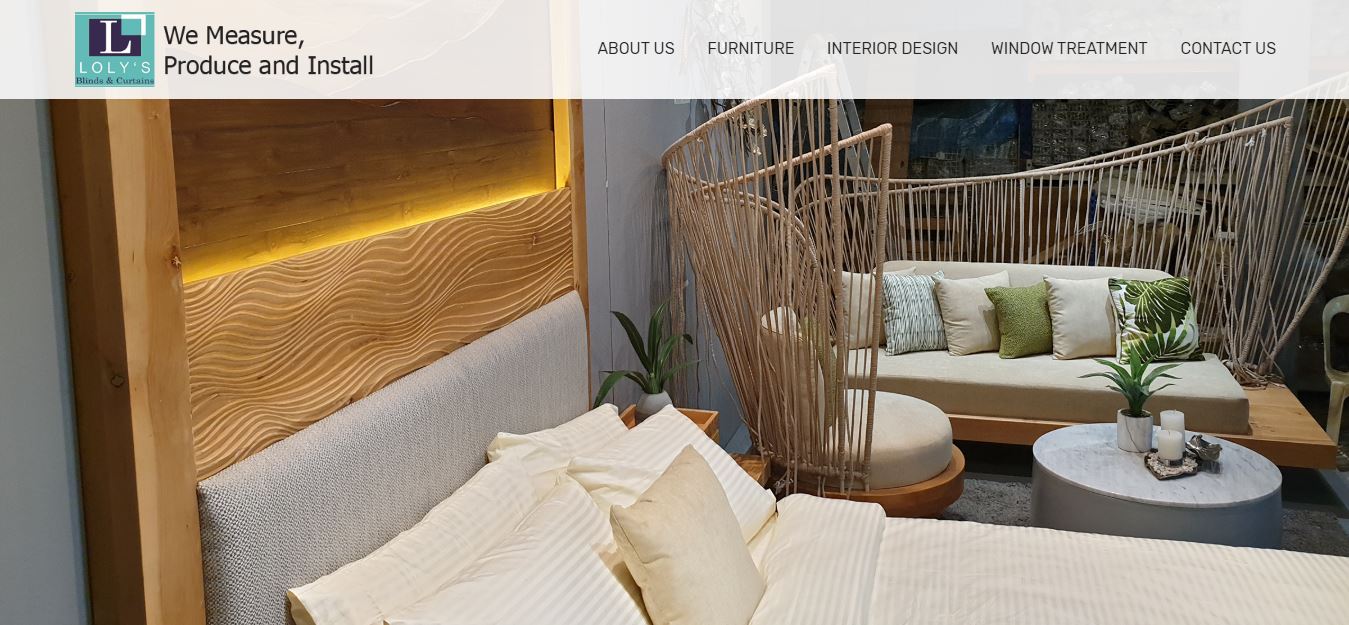 L
LOLY'S
Blinds & Curtains
We Measure,
Produce and Install
ABOUT US FURNITURE INTERIOR DESIGN WINDOW TREATMENT CONTACT US